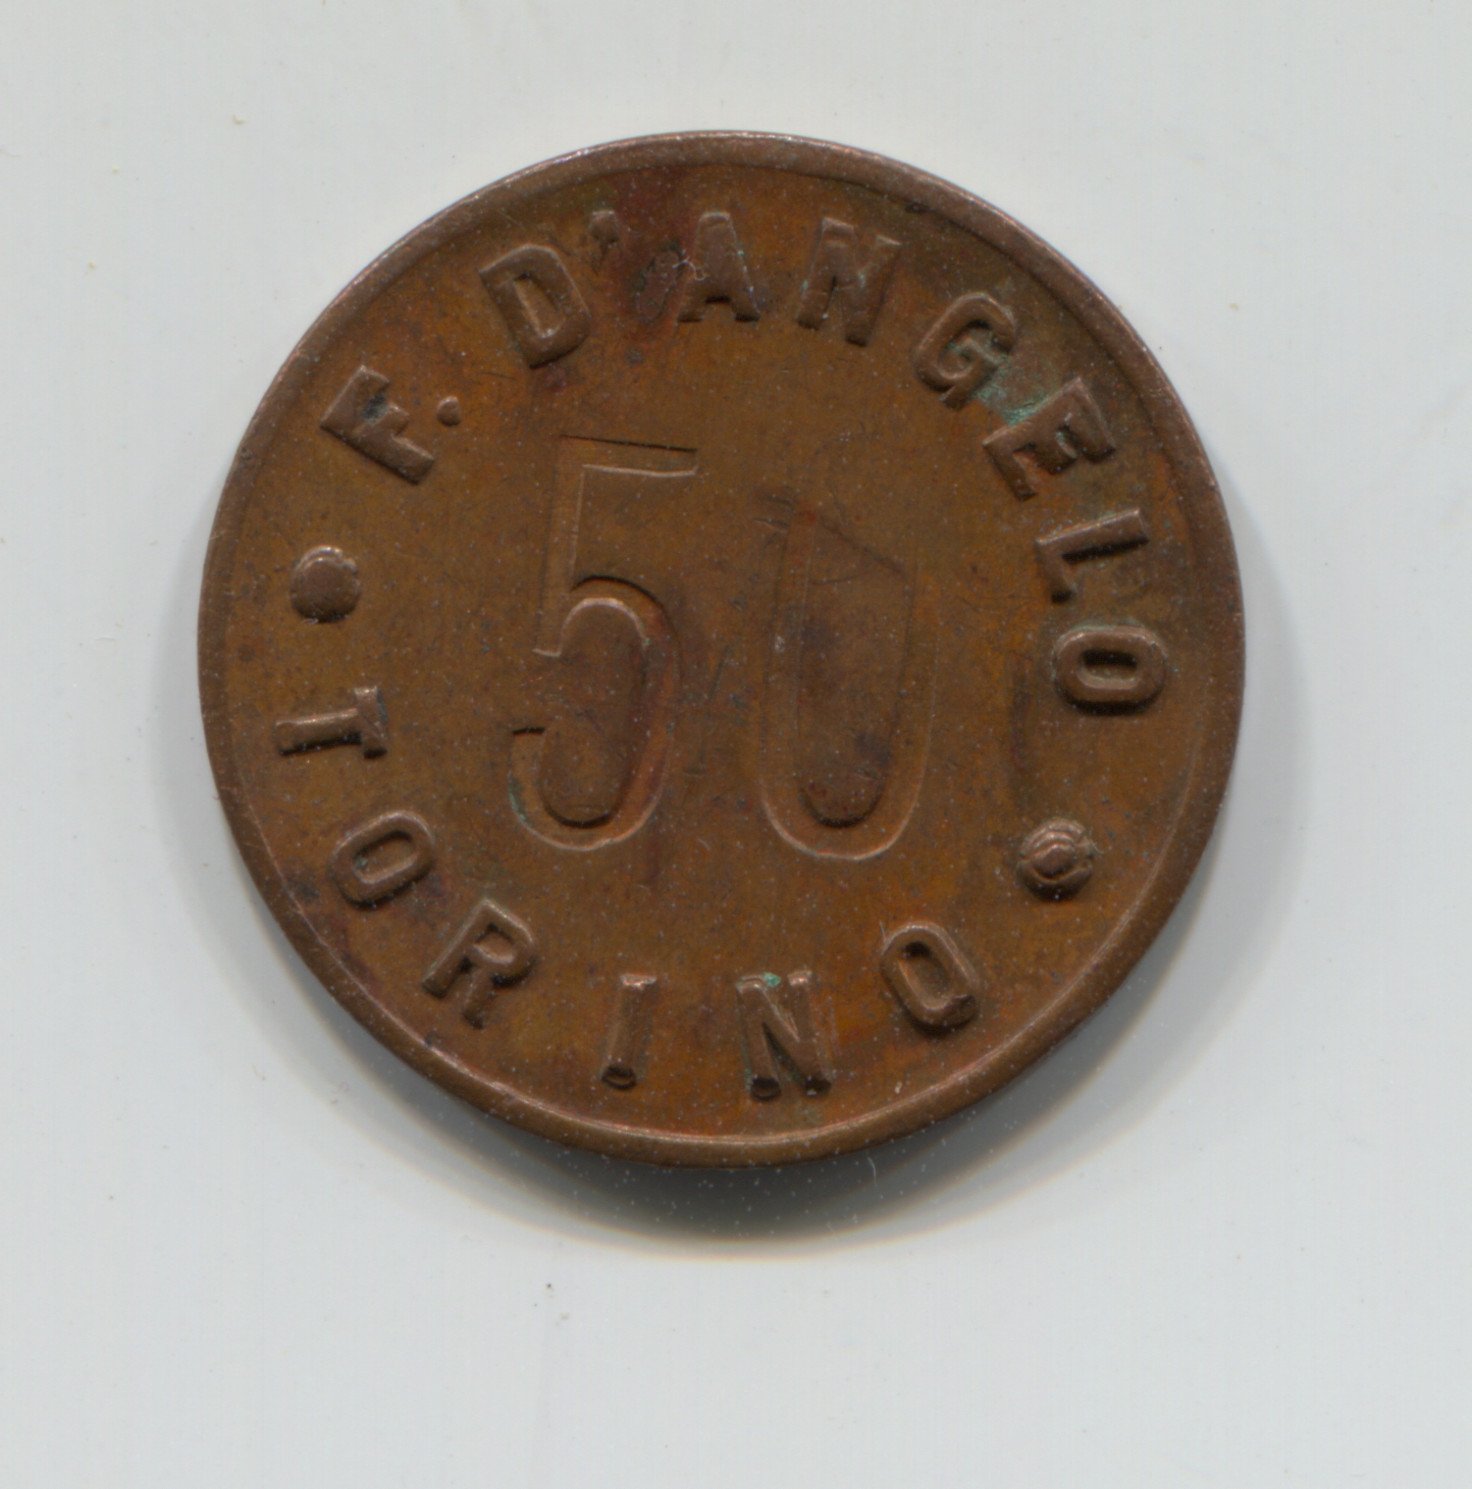 F. D'ANGELO
50
• TORINO •